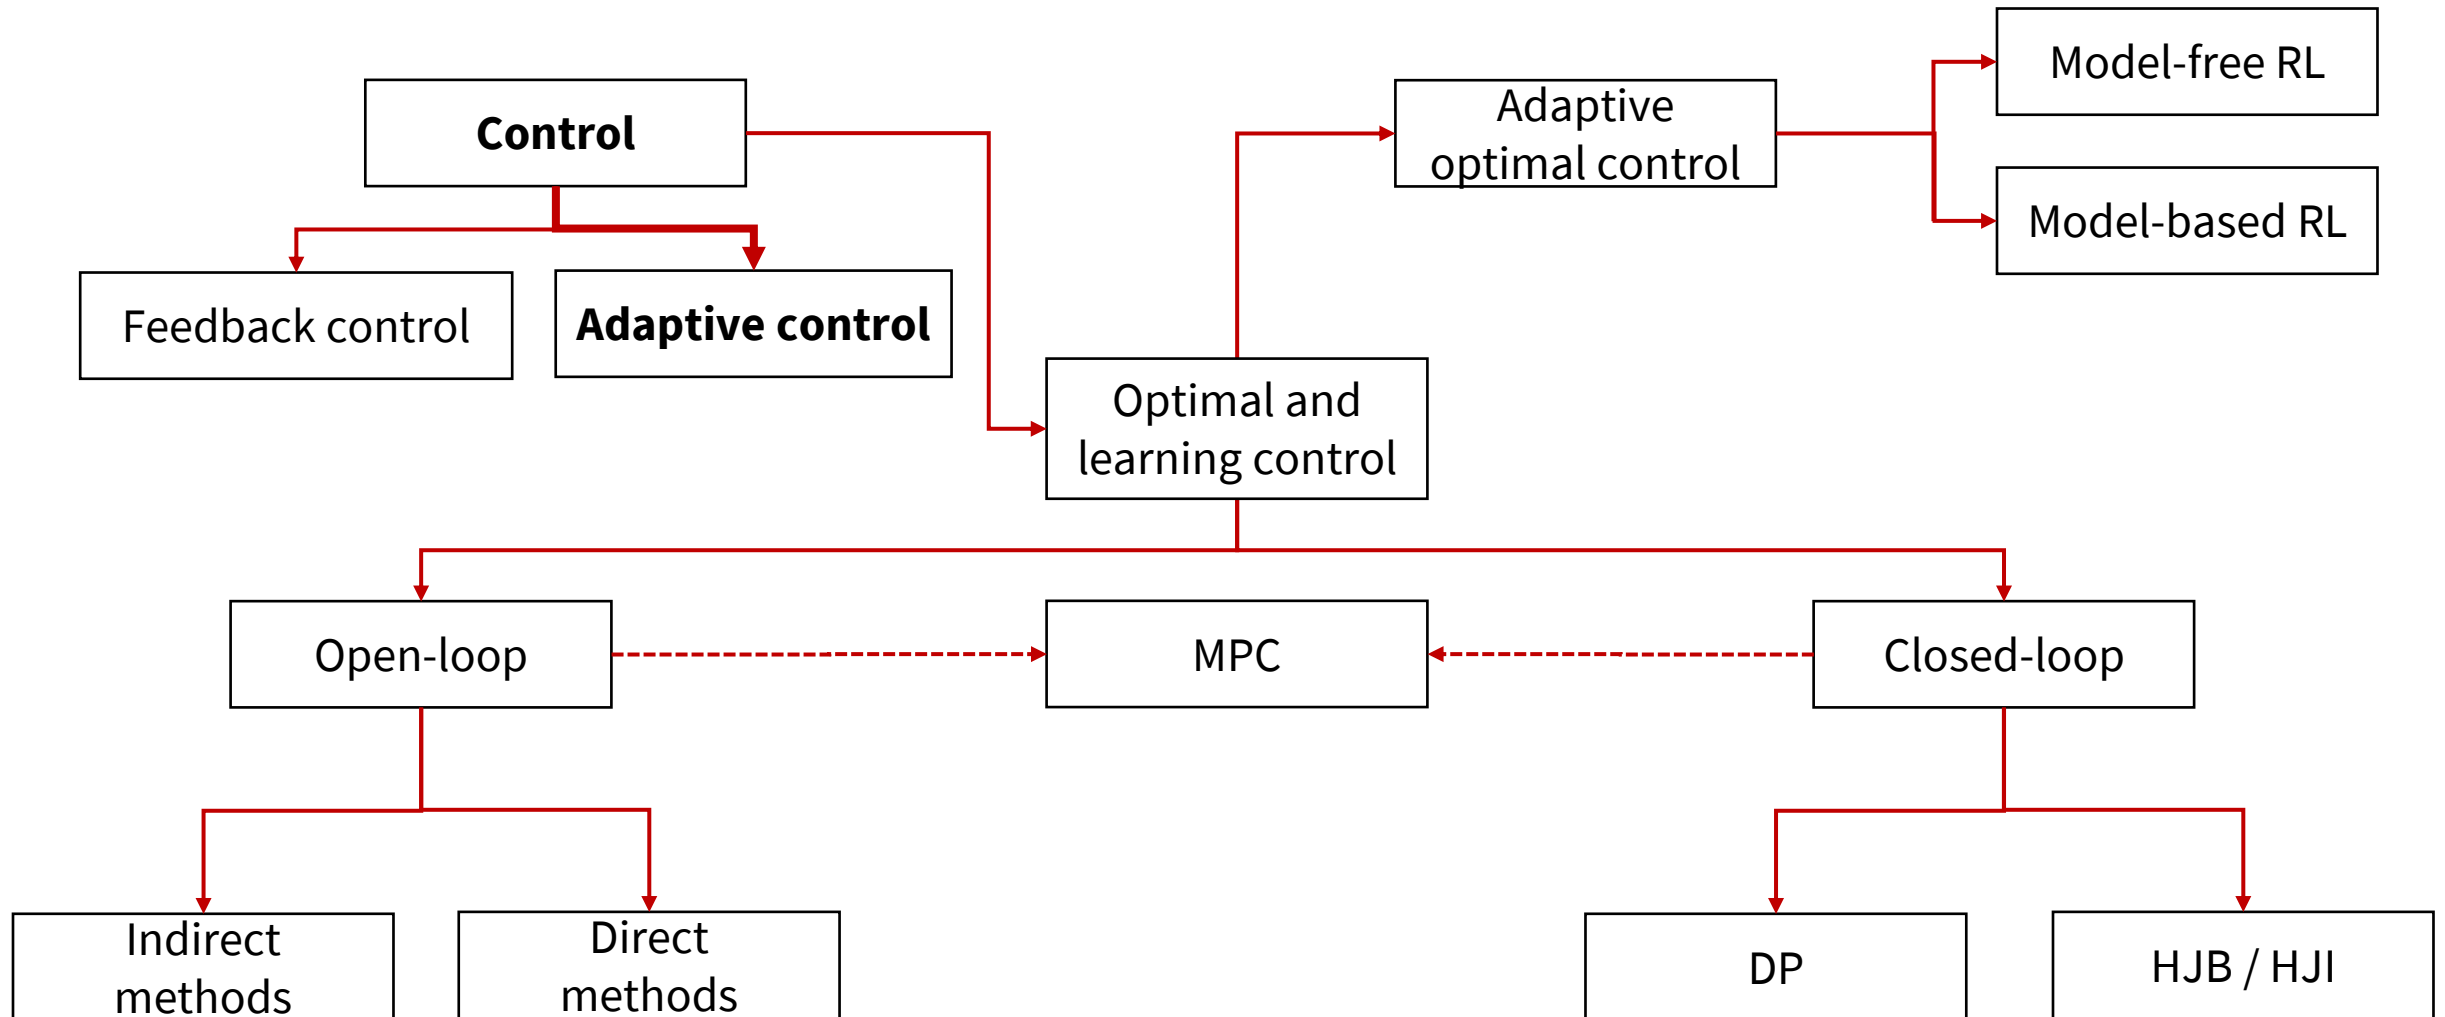 Model-free RL
Control
Adaptive
optimal control
Model-based RL
Feedback control
Adaptive control
Optimal and
learning control
Open-loop
MPC
Closed-loop
Indirect
methods
Direct
methods
DP
HJB / HJI